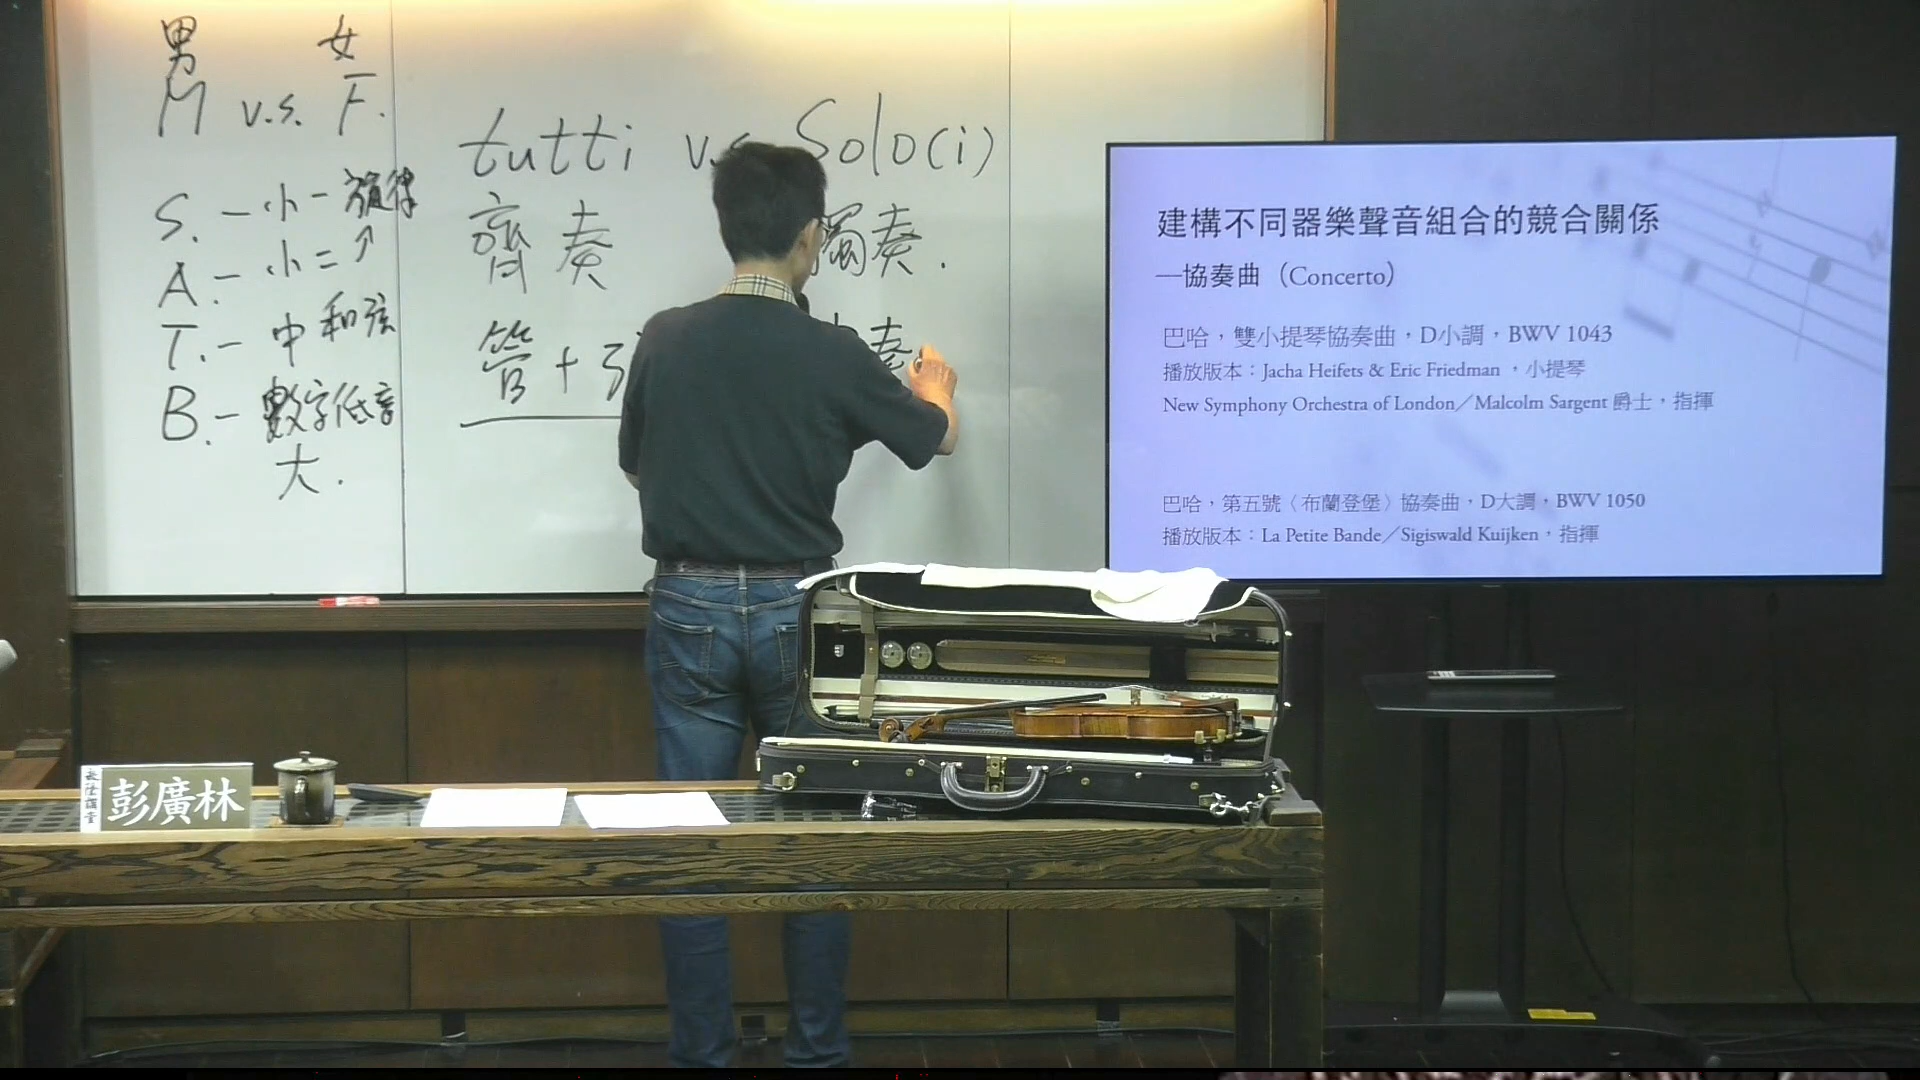 男 女
M v.s. F.
S. – 小一 旋律
A. – 小二
T. – 中 和弦
B. – 數字低音
大.
tutti v.s Solo(i)
齊奏 獨奏.
管 +
奏
建構不同器樂聲音組合的競合關係
—協奏曲（Concerto）
巴哈，雙小提琴協奏曲，D小調，BWV 1043
播放版本：Jacha Heifets & Eric Friedman ，小提琴
New Symphony Orchestra of London／Malcolm Sargent 爵士，指揮
巴哈，第五號〈布蘭登堡〉協奏曲，D大調，BWV 1050
播放版本：La Petite Bande／Sigiswald Kuijken，指揮
彭廣林